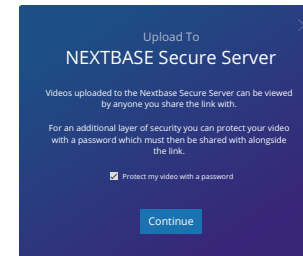 Upload To
NEXTBASE Secure Server
Videos uploaded to the Nextbase Secure Server can be viewed
by anyone you share the link with.
For an additional layer of security you can protect your video
with a password which must then be shared with alongside
the link.
Protect my video with a password
Continue